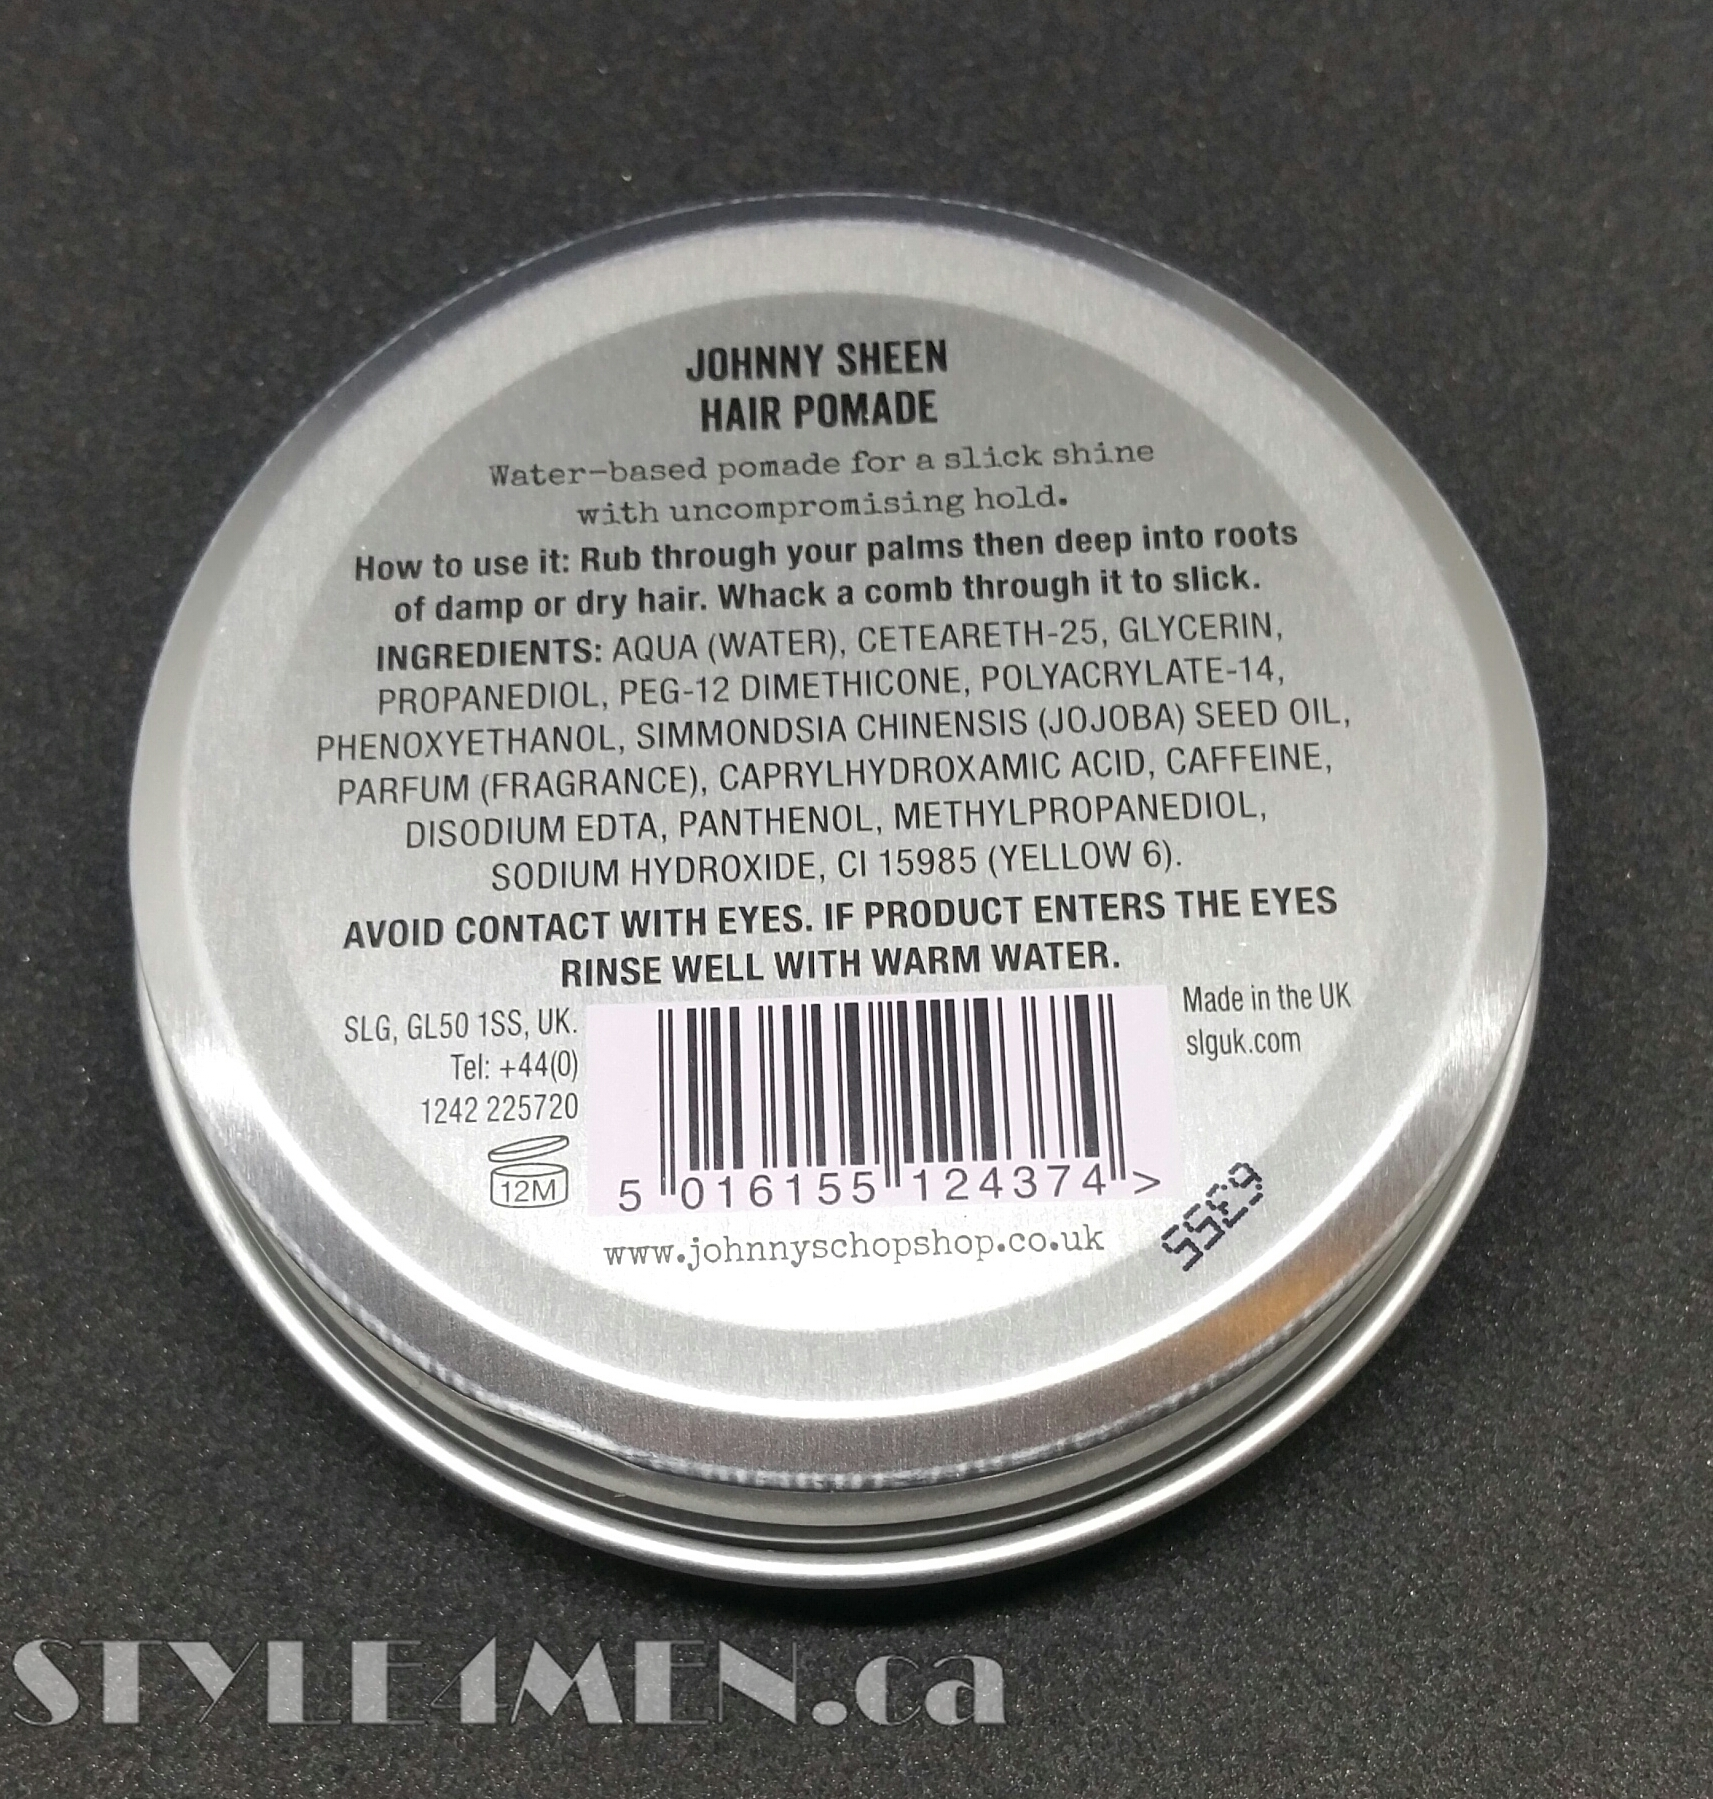 JOHNNY SHEEN
HAIR POMADE
Water-based pomade for a slick shine
with uncompromising hold.
How to use it: Rub through your palms then deep into roots
of damp or dry hair. Whack a comb through it to slick.
INGREDIENTS: AQUA (WATER), CETEARETH-25, GLYCERIN,
PROPANEDIOL, PEG-12 DIMETHICONE, POLYACRYLATE-14,
PHENOXYETHANOL, SIMMONDSIA CHINENSIS (JOJOBA) SEED OIL,
PARFUM (FRAGRANCE), CAPRYLHYDROXAMIC ACID, CAFFEINE,
DISODIUM EDTA, PANTHENOL, METHYLPROPANEDIOL,
SODIUM HYDROXIDE, CI 15985 (YELLOW 6).
AVOID CONTACT WITH EYES. IF PRODUCT ENTERS THE EYES
RINSE WELL WITH WARM WATER.
SLG, GL50 1SS, UK.
Tel: +44(0)
1242 225720
12M
5 016155 124374 >
Made in the UK
slguk.com
www.johnnyschopshop.co.uk
6355
STYLE4MEN.ca